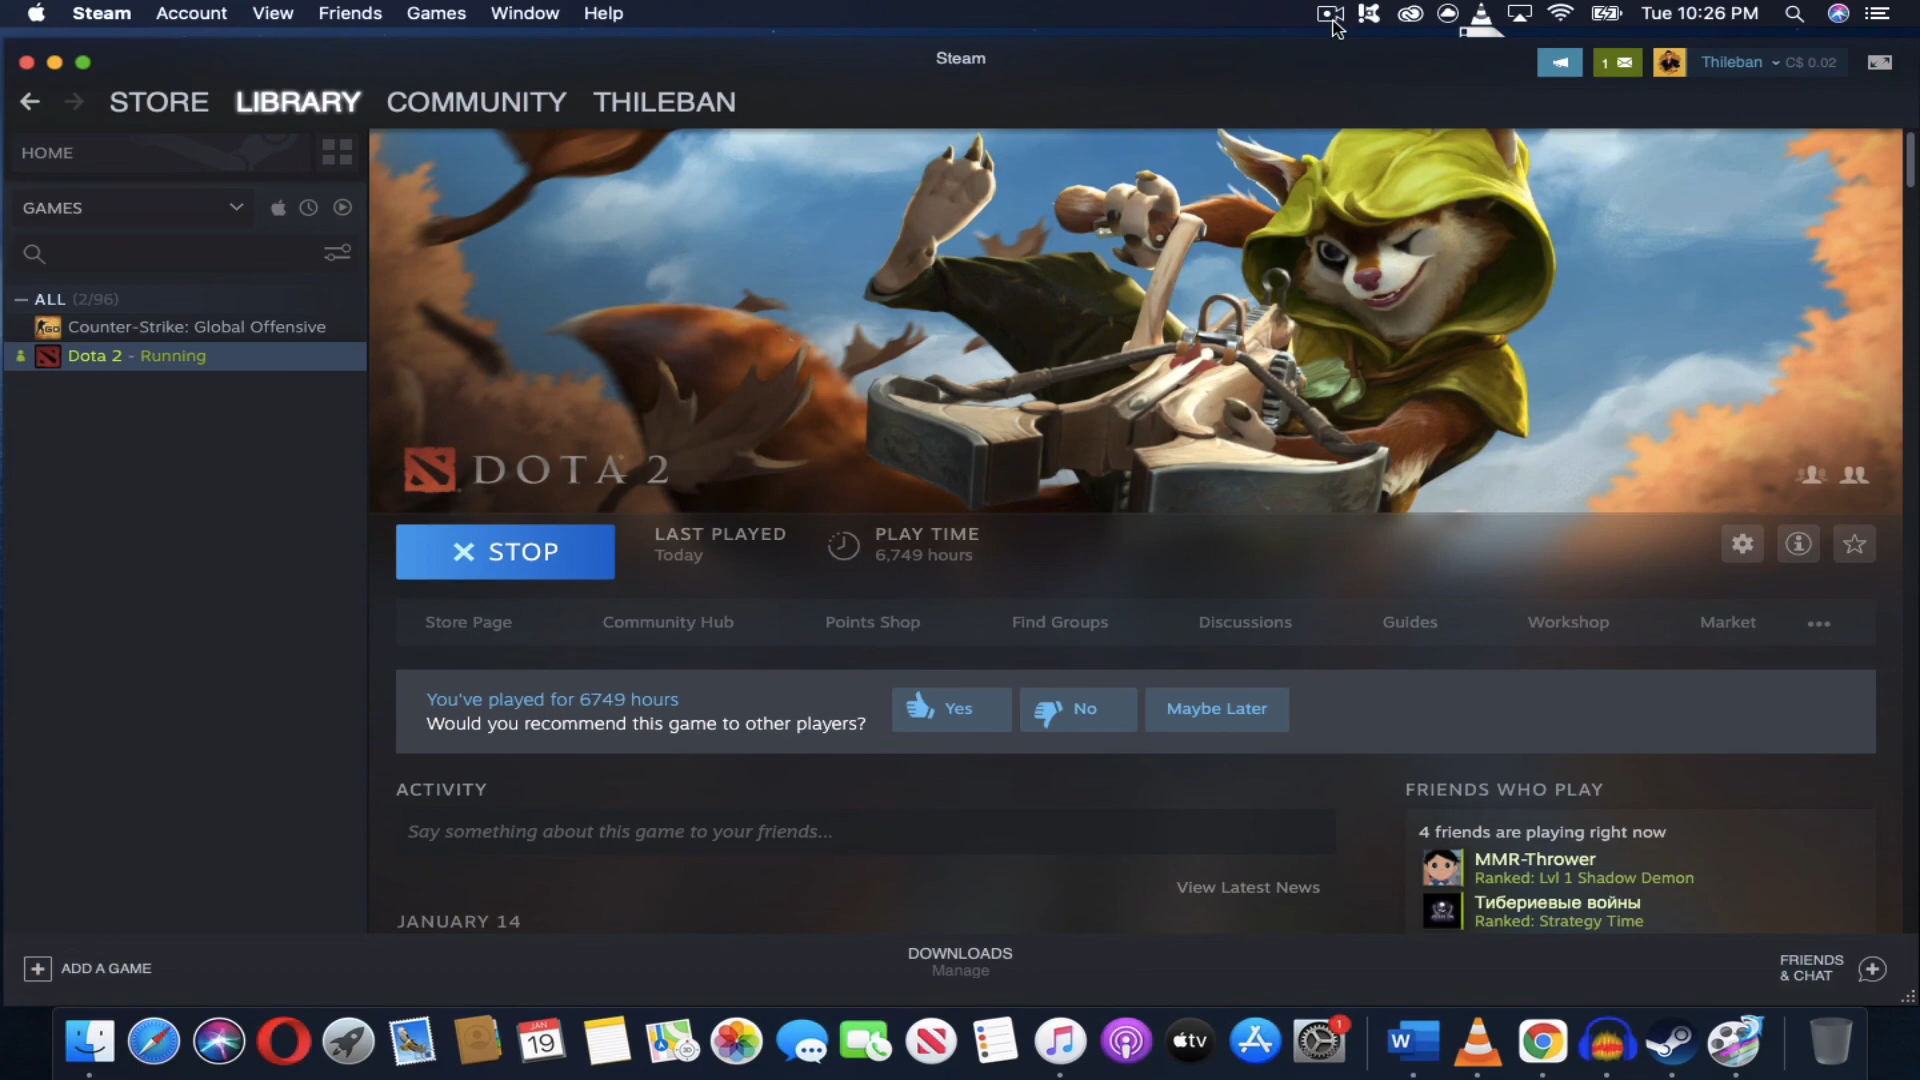 Steam Account View Friends Games Window Help Tue 10:26 PM
Steam
1 Thileban C$ 0.02
STORE LIBRARY COMMUNITY THILEBAN
HOME
GAMES
— ALL (2/96)
GO Counter-Strike: Global Offensive
Dota 2 - Running
DOTA 2
STOP
LAST PLAYED
Today
PLAY TIME
6,749 hours
Store Page Community Hub Points Shop Find Groups Discussions Guides Workshop Market
You've played for 6749 hours
Would you recommend this game to other players?
Yes No Maybe Later
ACTIVITY
Say something about this game to your friends...
View Latest News
JANUARY 14
FRIENDS WHO PLAY
4 friends are playing right now
MMR-Thrower
Ranked: Lvl 1 Shadow Demon
Тибериевые войны
Ranked: Strategy Time
ADD A GAME
DOWNLOADS
Manage
FRIENDS
& CHAT
JAN
19
3D
tv
1
W